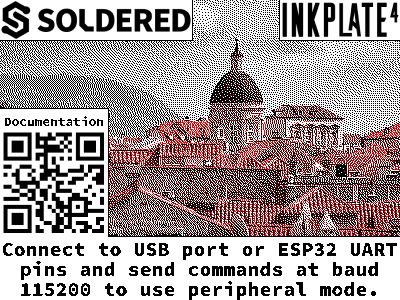 SOLDERED
INKPLATE4
Documentation
Connect to USB port or ESP32 UART
pins and send commands at baud
115200 to use peripheral mode.